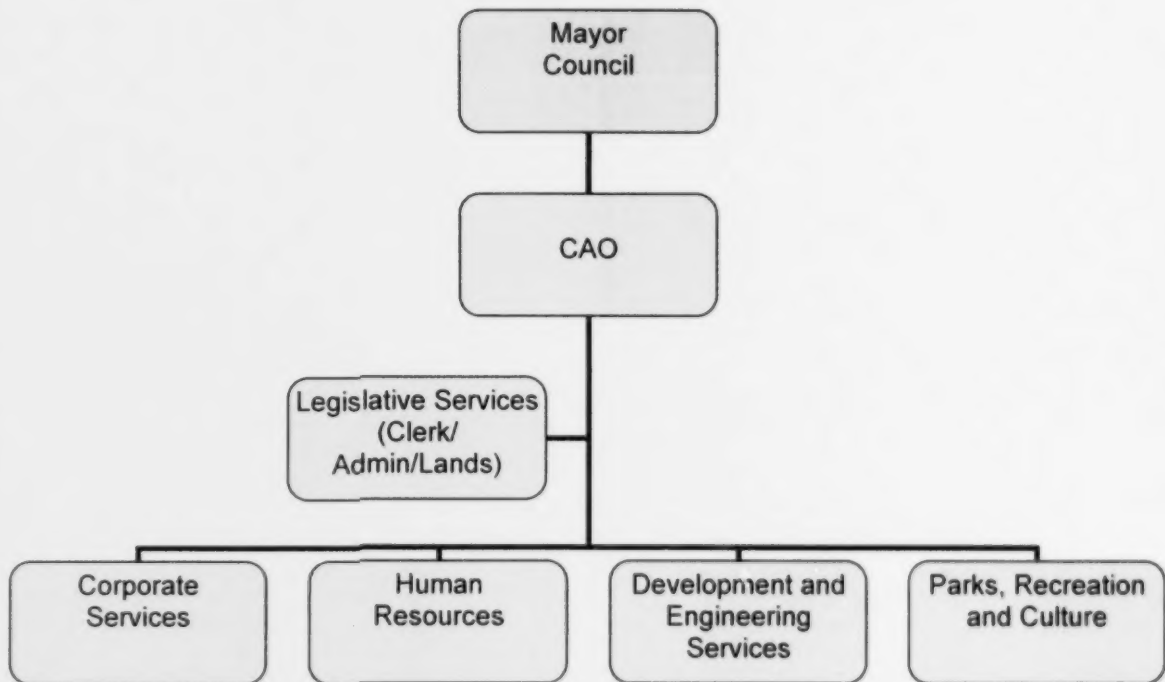 Mayor
Council
CAO
Legislative Services
(Clerk/
Admin/Lands)
Corporate
Services
Human
Resources
Development and
Engineering
Services
Parks, Recreation
and Culture